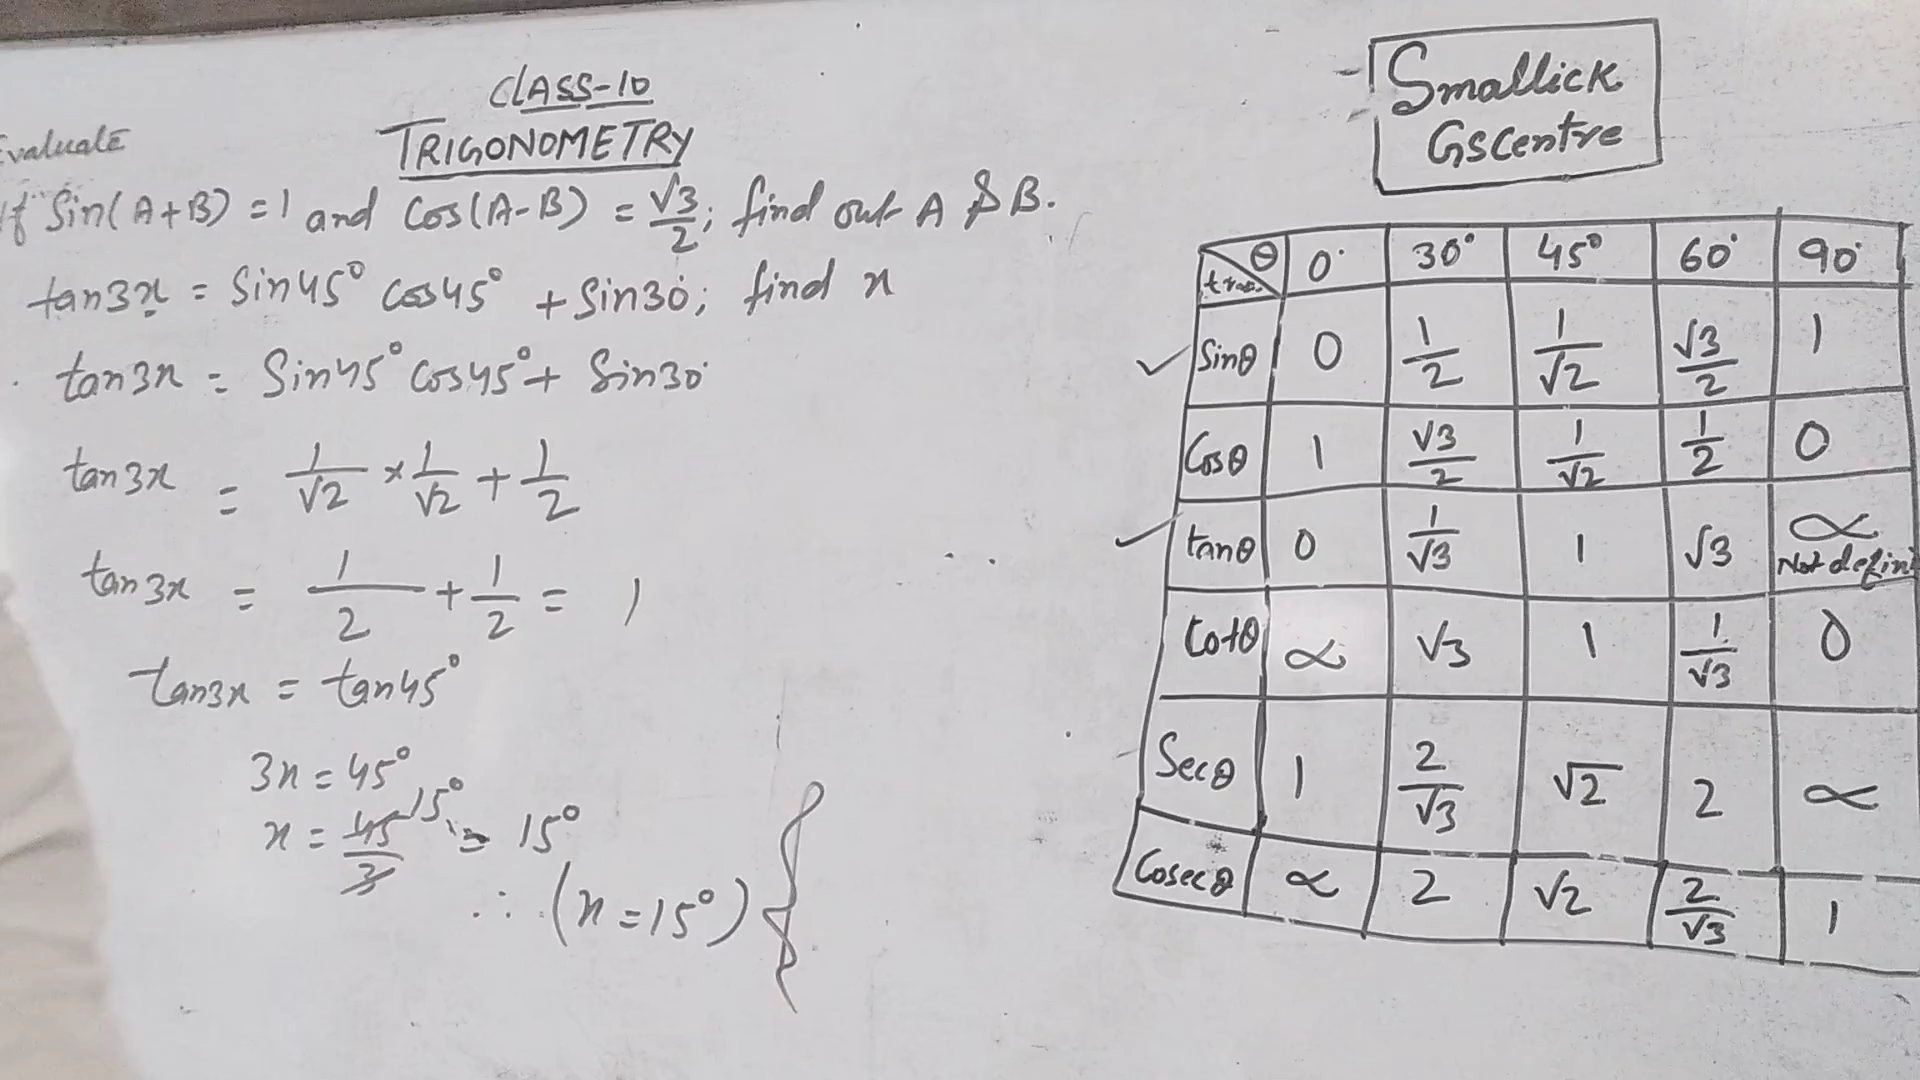 CLASS-10
TRIGONOMETRY
Evaluate
If Sin(A+B) = 1 and Cos(A-B) = √3/2; find out A & B.
tan3x = Sin45° cos45° + Sin30°; find x
tan3x = Sin45° Cos45° + Sin30°
tan3x = 1/√2 × 1/√2 + 1/2
tan3x = 1/2 + 1/2 = 1
tan3x = tan45°
3x = 45°
x = 45/3 15° = 15°
∴ (x = 15°)
Smallick
GSCentre
θ 0° 30° 45° 60° 90°
Sinθ 0 1/2 1/√2 √3/2 1
Cosθ 1 √3/2 1/√2 1/2 0
tanθ 0 1/√3 1 √3 ∝
Not defin
Cotθ ∝ √3 1 1/√3 0
Secθ 1 2/√3 √2 2 ∝
Cosecθ ∝ 2 √2 2/√3 1